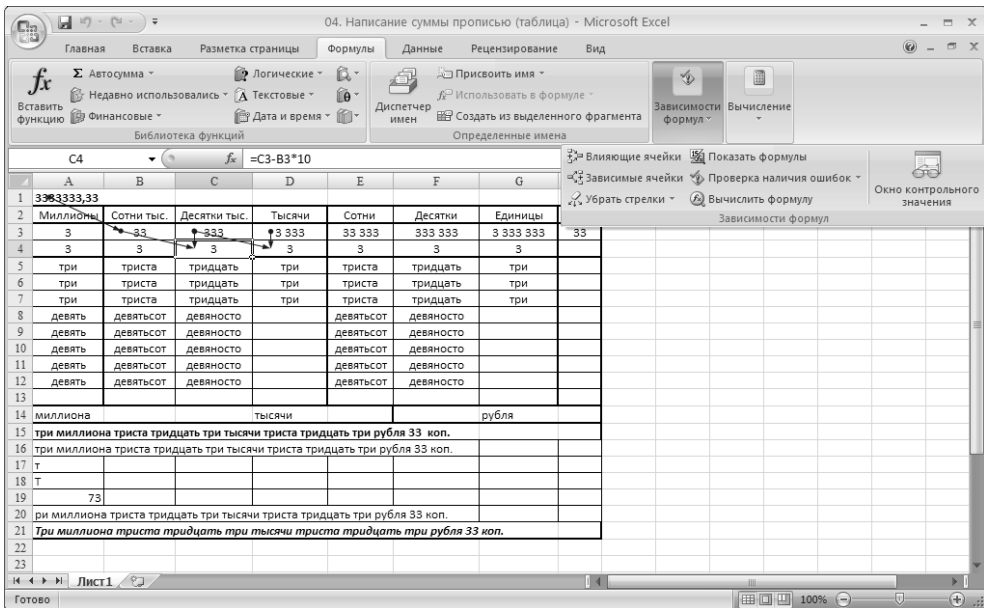 04. Написание суммы прописью (таблица) - Microsoft Excel
Главная Вставка Разметка страницы Формулы Данные Рецензирование Вид
fx Вставить функцию
Σ Автосумма
Недавно использовались
Финансовые
Логические
Текстовые
Дата и время
Библиотека функций
Диспетчер имен
Присвоить имя
Использовать в формуле
Создать из выделенного фрагмента
Определенные имена
Зависимости формул
Вычисление
C4 fx =C3-B3*10
Влияющие ячейки Показать формулы
Зависимые ячейки Проверка наличия ошибок
Убрать стрелки Вычислить формулу
Окно контрольного значения
Зависимости формул
A B C D E F G
1 3333333,33
2 Миллионы Сотни тыс. Десятки тыс. Тысячи Сотни Десятки Единицы
3 3 33 333 3 333 33 333 333 333 3 333 333 33
4 3 3 3 3 3 3 3
5 три триста тридцать три триста тридцать три
6 три триста тридцать три триста тридцать три
7 три триста тридцать три триста тридцать три
8 девять девятьсот девяносто девятьсот девяносто
9 девять девятьсот девяносто девятьсот девяносто
10 девять девятьсот девяносто девятьсот девяносто
11 девять девятьсот девяносто девятьсот девяносто
12 девять девятьсот девяносто девятьсот девяносто
13
14 миллиона тысячи рубля
15 три миллиона триста тридцать три тысячи триста тридцать три рубля 33 коп.
16 три миллиона триста тридцать три тысячи триста тридцать три рубля 33 коп.
17 т
18 Т
19 73
20 ри миллиона триста тридцать три тысячи триста тридцать три рубля 33 коп.
21 Три миллиона триста тридцать три тысячи триста тридцать три рубля 33 коп.
22
23
Лист1
Готово 100%